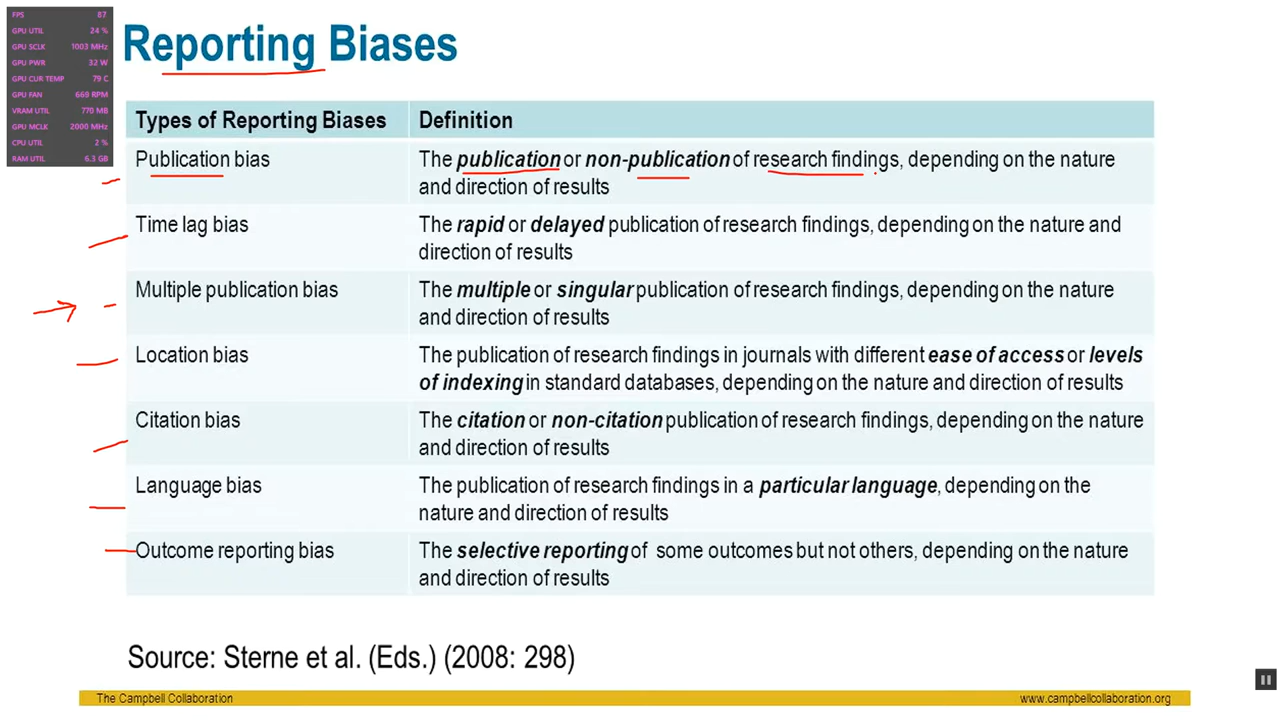 FPS 87
GPU UTIL 24 %
GPU SCLK 1003 MHz
GPU PWR 32 W
GPU CUR TEMP 79 C
GPU FAN 669 RPM
VRAM UTIL 770 MB
GPU MCLK 2000 MHz
CPU UTIL 2 %
RAM UTIL 6.3 GB
Reporting Biases
Types of Reporting Biases Definition
Publication bias The publication or non-publication of research findings, depending on the nature
and direction of results
Time lag bias The rapid or delayed publication of research findings, depending on the nature and
direction of results
Multiple publication bias The multiple or singular publication of research findings, depending on the nature
and direction of results
Location bias The publication of research findings in journals with different ease of access or levels
of indexing in standard databases, depending on the nature and direction of results
Citation bias The citation or non-citation publication of research findings, depending on the nature
and direction of results
Language bias The publication of research findings in a particular language, depending on the
nature and direction of results
Outcome reporting bias The selective reporting of some outcomes but not others, depending on the nature
and direction of results
Source: Sterne et al. (Eds.) (2008: 298)
The Campbell Collaboration www.campbellcollaboration.org